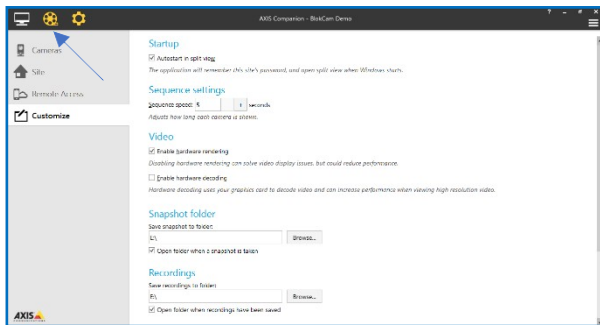 AXIS Companion - BlokCam Demo
Cameras
Site
Remote Access
Customize
Startup
Autostart in split view
The application will remember this site's password, and open split view when Windows starts.
Sequence settings
Sequence speed: 5 seconds
Adjusts how long each camera is shown.
Video
Enable hardware rendering
Disabling hardware rendering can solve video display issues, but could reduce performance.
Enable hardware decoding
Hardware decoding uses your graphics card to decode video and can increase performance when viewing high resolution video.
Snapshot folder
Save snapshot to folder:
Browse...
Open folder when a snapshot is taken
Recordings
Save recordings to folder:
Browse...
Open folder when recordings have been saved
AXIS